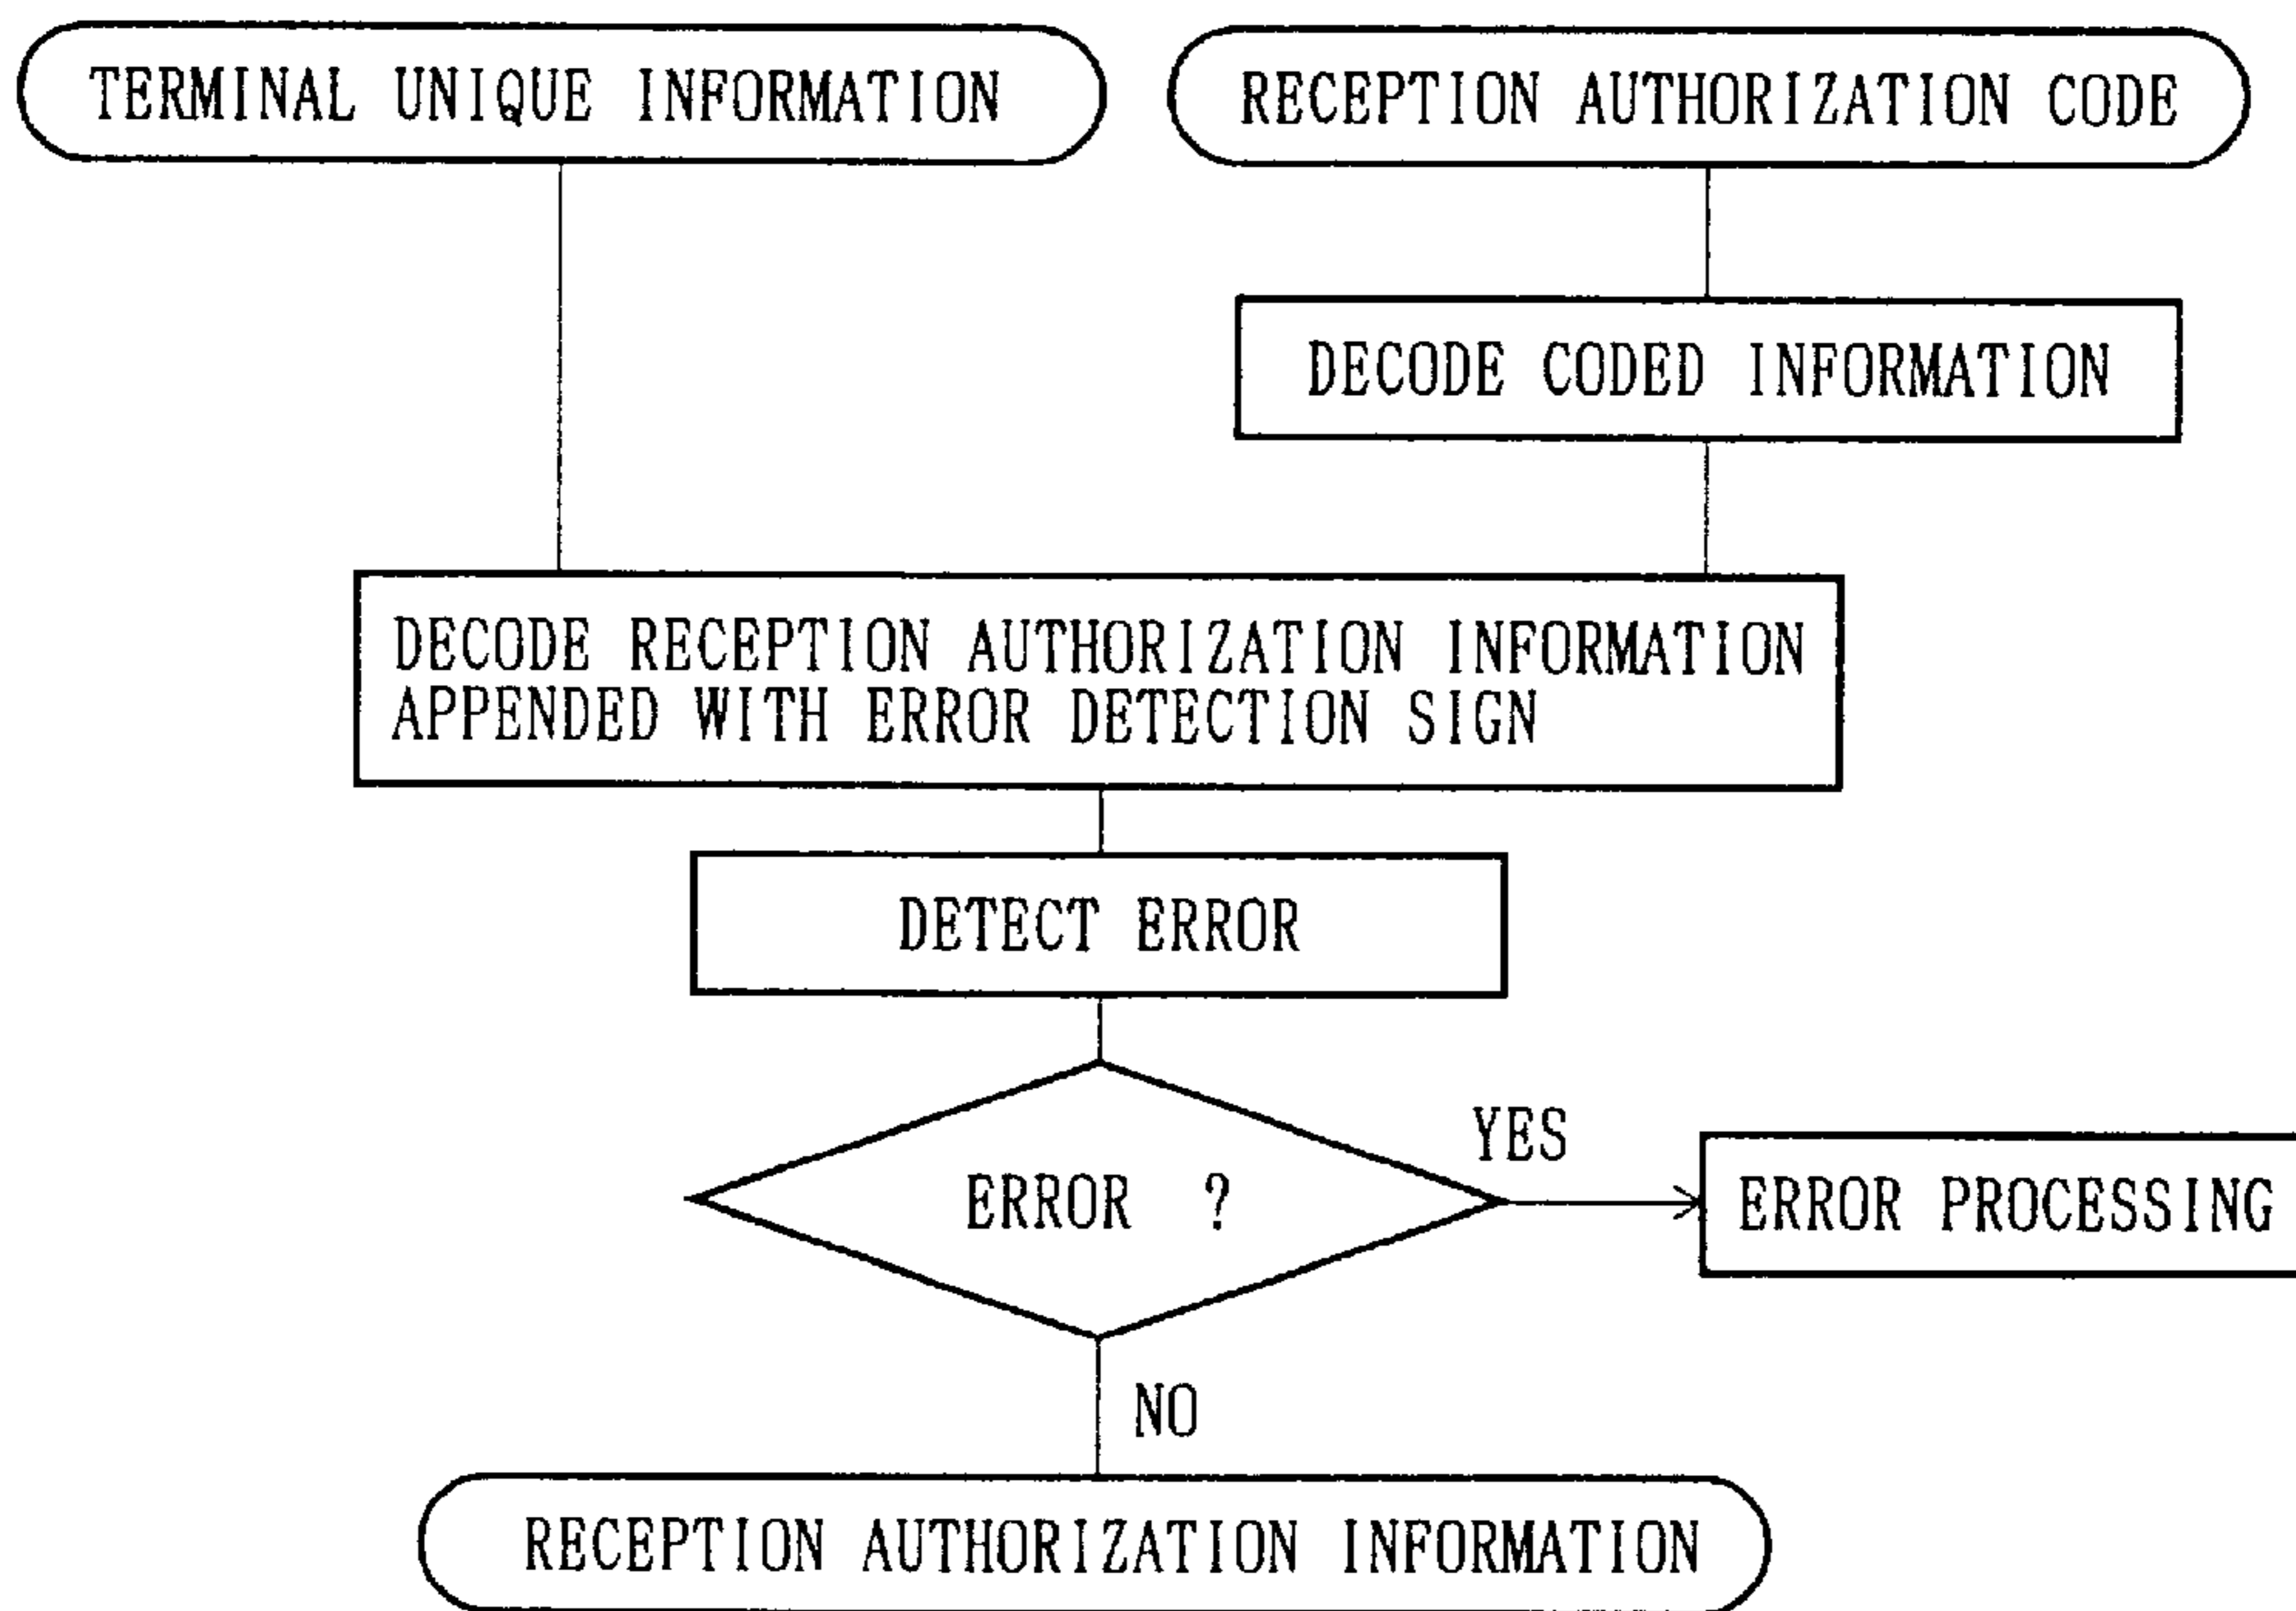 TERMINAL UNIQUE INFORMATION
RECEPTION AUTHORIZATION CODE
DECODE CODED INFORMATION
DECODE RECEPTION AUTHORIZATION INFORMATION
APPENDED WITH ERROR DETECTION SIGN
DETECT ERROR
ERROR ?
YES
ERROR PROCESSING
NO
RECEPTION AUTHORIZATION INFORMATION